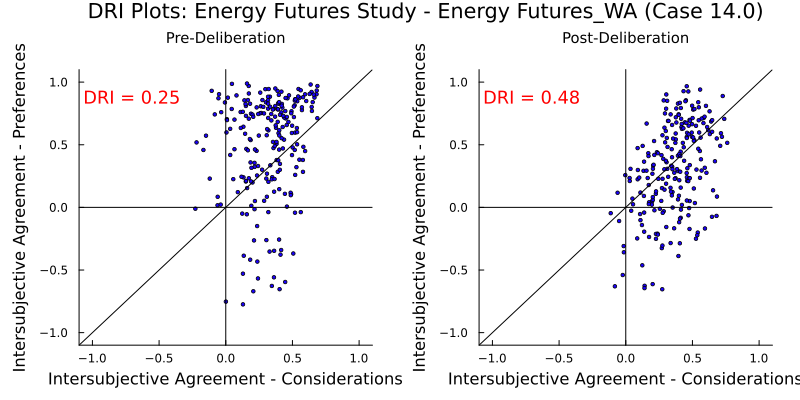 DRI Plots: Energy Futures Study - Energy Futures_WA (Case 14.0)
Pre-Deliberation
Intersubjective Agreement - Preferences
1.0
0.5
0.0
−0.5
−1.0
DRI = 0.25
−1.0 −0.5 0.0 0.5 1.0
Intersubjective Agreement - Considerations
Post-Deliberation
Intersubjective Agreement - Preferences
1.0
0.5
0.0
−0.5
−1.0
DRI = 0.48
−1.0 −0.5 0.0 0.5 1.0
Intersubjective Agreement - Considerations